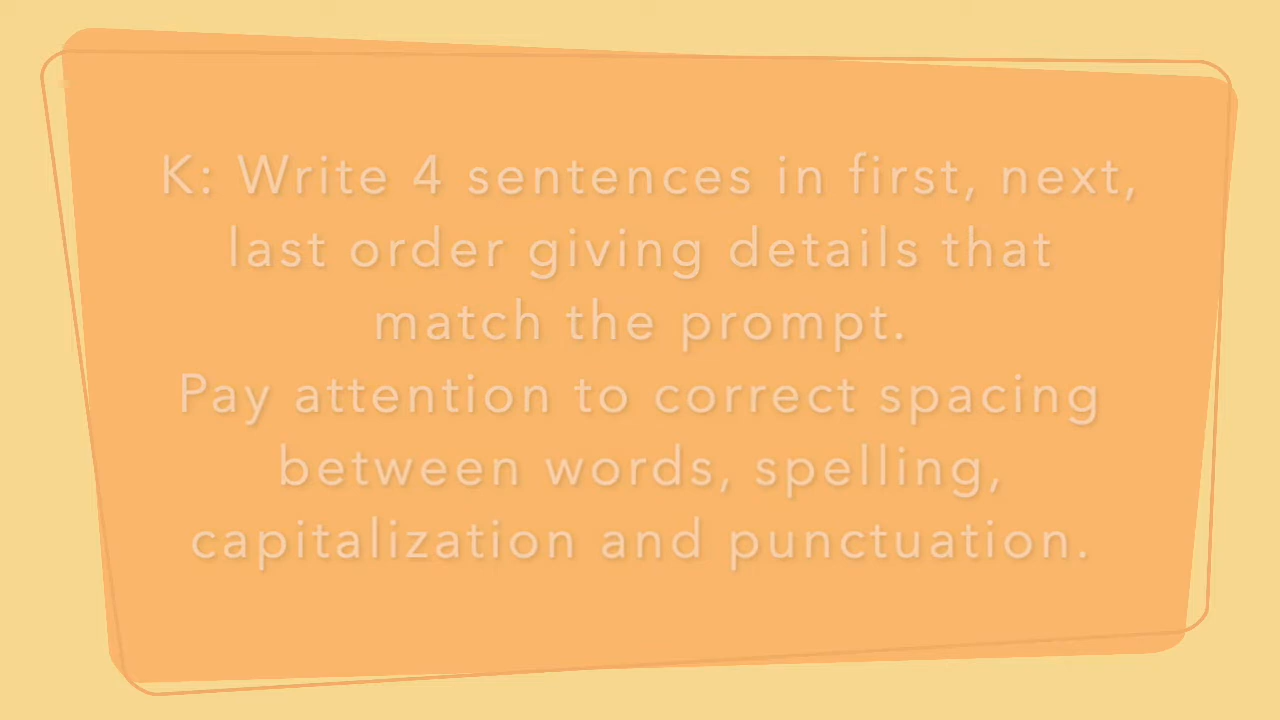 K: Write 4 sentences in first, next,
last order giving details that
match the prompt.
Pay attention to correct spacing
between words, spelling,
capitalization and punctuation.